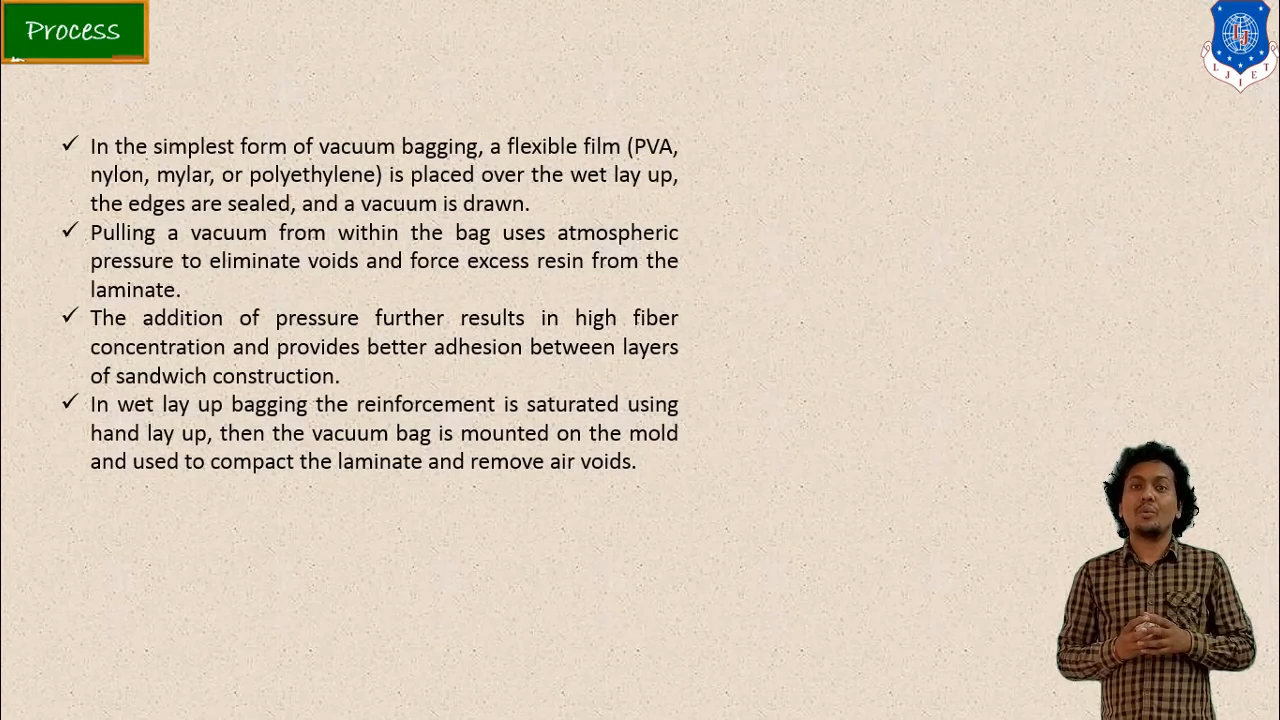 Process
L J I E T
✓ In the simplest form of vacuum bagging, a flexible film (PVA,
nylon, mylar, or polyethylene) is placed over the wet lay up,
the edges are sealed, and a vacuum is drawn.
✓ Pulling a vacuum from within the bag uses atmospheric
pressure to eliminate voids and force excess resin from the
laminate.
✓ The addition of pressure further results in high fiber
concentration and provides better adhesion between layers
of sandwich construction.
✓ In wet lay up bagging the reinforcement is saturated using
hand lay up, then the vacuum bag is mounted on the mold
and used to compact the laminate and remove air voids.